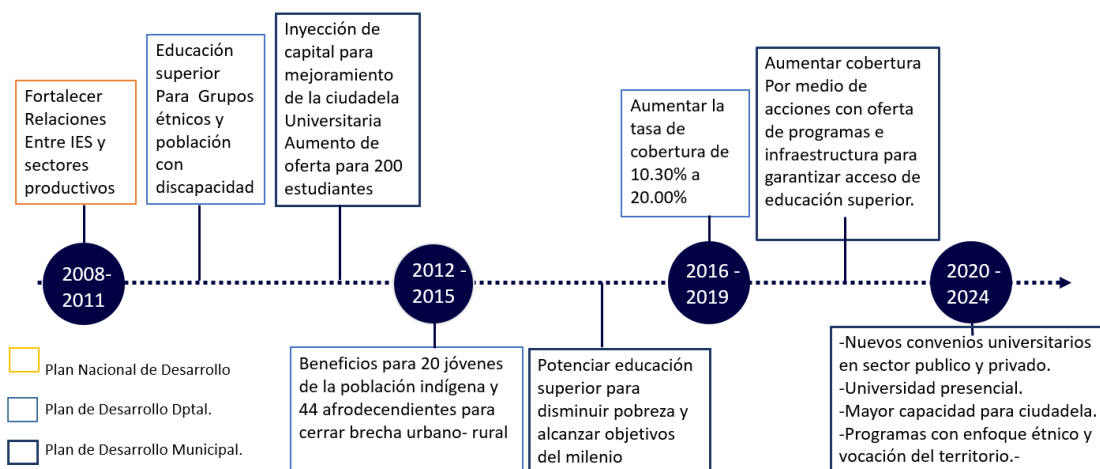 Fortalecer
Relaciones
Entre IES y
sectores
productivos
Educación
superior
Para Grupos
étnicos y
población
con
discapacidad
Inyección de
capital para
mejoramiento
de la ciudadela
Universitaria
Aumento de
oferta para 200
estudiantes
Aumentar la
tasa de
cobertura de
10.30% a
20.00%
Aumentar cobertura
Por medio de
acciones con oferta
de programas e
infraestructura para
garantizar acceso de
educación superior.
2008-
2011
2012 -
2015
2016 -
2019
2020 -
2024
Beneficios para 20 jóvenes
de la población indígena y
44 afrodecendientes para
cerrar brecha urbano- rural
Potenciar educación
superior para
disminuir pobreza y
alcanzar objetivos
del milenio
-Nuevos convenios universitarios
en sector publico y privado.
-Universidad presencial.
-Mayor capacidad para ciudadela.
-Programas con enfoque étnico y
vocación del territorio.-
Plan Nacional de Desarrollo
Plan de Desarrollo Dptal.
Plan de Desarrollo Municipal.